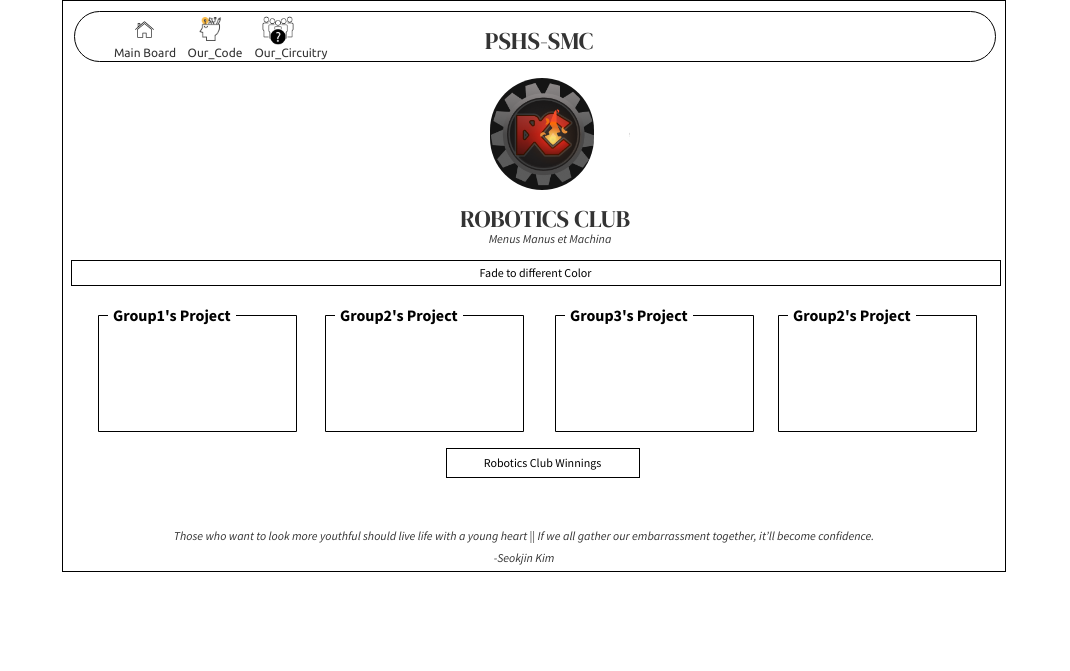 Main Board Our_Code Our_Circuitry
PSHS-SMC
?
RC
ROBOTICS CLUB
Menus Manus et Machina
Fade to different Color
Group1's Project Group2's Project Group3's Project Group2's Project
Robotics Club Winnings
Those who want to look more youthful should live life with a young heart || If we all gather our embarrassment together, it'll become confidence.
-Seokjin Kim